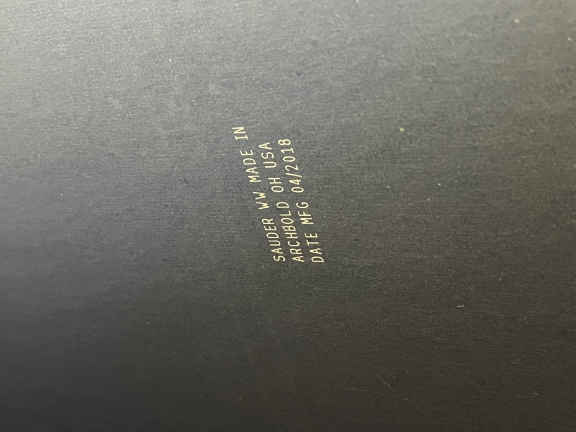 SAUDER WW MADE IN
ARCHBOLD OH USA
DATE MFG 04/2018